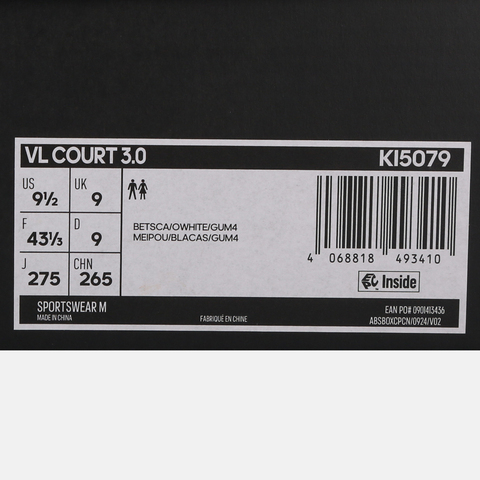 VL COURT 3.0 KI5079
US 9½ UK 9
F 43⅓ D 9
J 275 CHN 265
BETSCA/OWHITE/GUM4
MEIPOU/BLACAS/GUM4
4 068818 493410
Inside
SPORTSWEAR M
MADE IN CHINA
FABRIQUÉ EN CHINE
EAN PO# 0901413436
ABSBOXCPCN/0924/V02